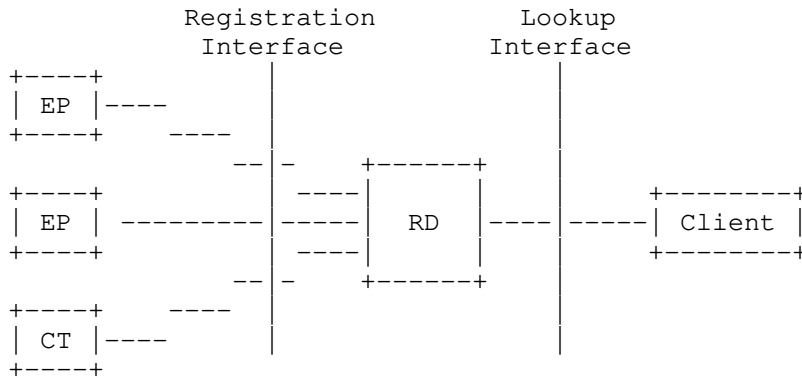 Registration Lookup
Interface Interface
EP
EP RD Client
CT